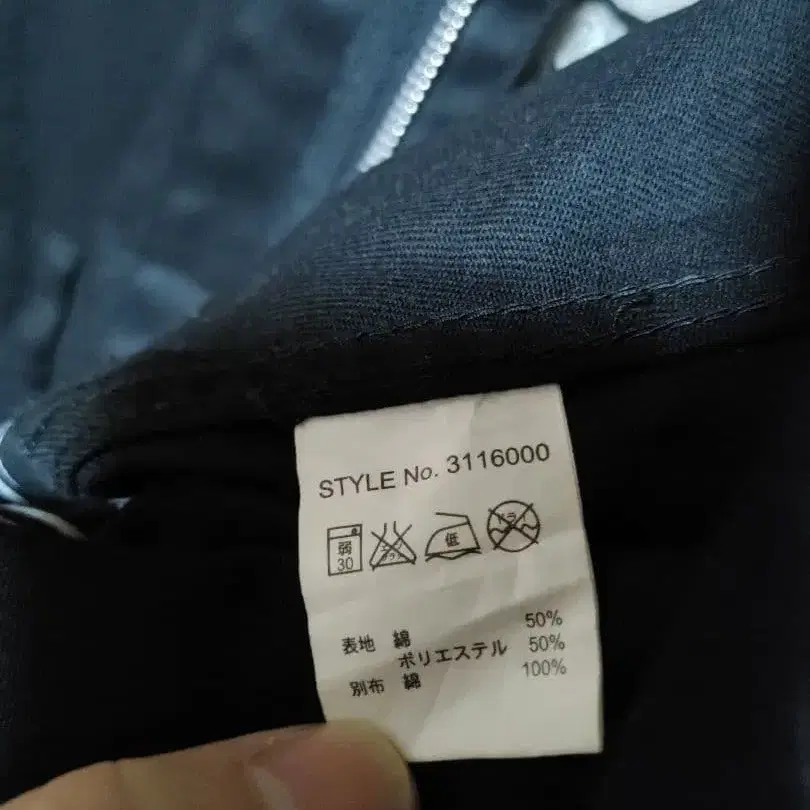 STYLE No. 3116000
弱 30 低 ドライ
表地 綿 50%
ポリエステル 50%
別布 綿 100%